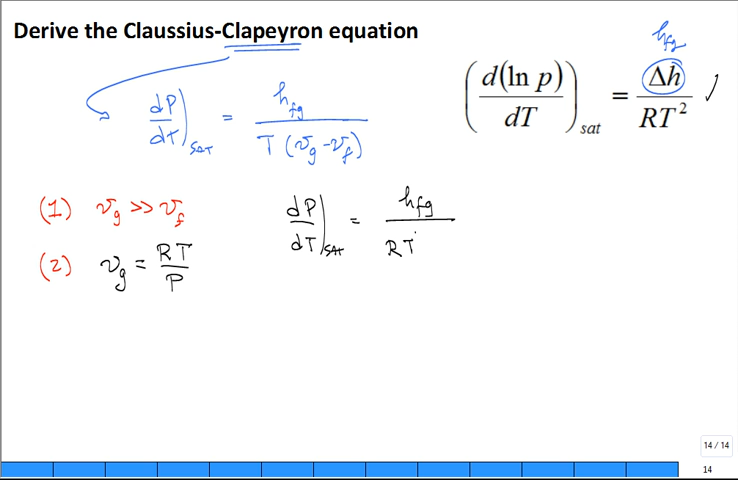 Derive the Claussius-Clapeyron equation
h_fg
dP/dT)_SAT = h_fg / T (v_g - v_f)
(d(ln p)/dT)_sat = Δh / RT²
(1) v_g >> v_f
dP/dT)_SAT = h_fg / RT
(2) v_g = RT/P
14 / 14
14